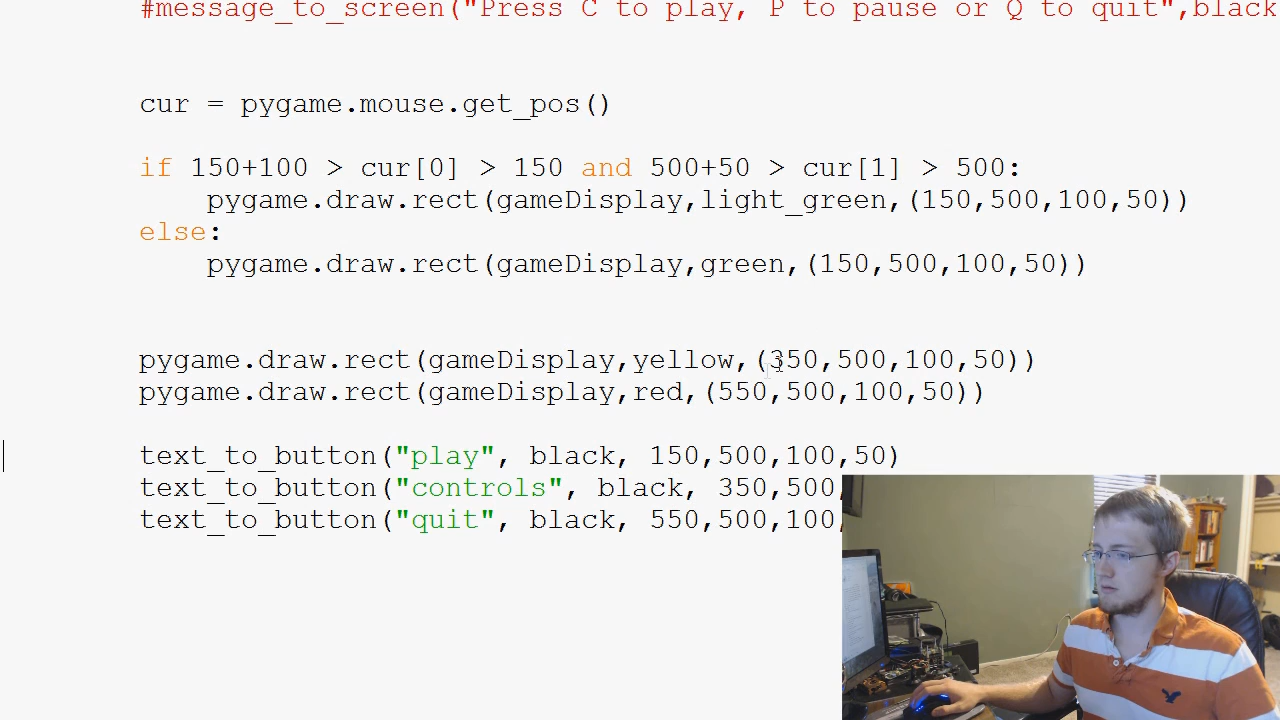 #message_to_screen("Press C to play, P to pause or Q to quit",black
cur = pygame.mouse.get_pos()
if 150+100 > cur[0] > 150 and 500+50 > cur[1] > 500:
pygame.draw.rect(gameDisplay,light_green,(150,500,100,50))
else:
pygame.draw.rect(gameDisplay,green,(150,500,100,50))
pygame.draw.rect(gameDisplay,yellow,(350,500,100,50))
pygame.draw.rect(gameDisplay,red,(550,500,100,50))
text_to_button("play", black, 150,500,100,50)
text_to_button("controls", black, 350,500,
text_to_button("quit", black, 550,500,100,